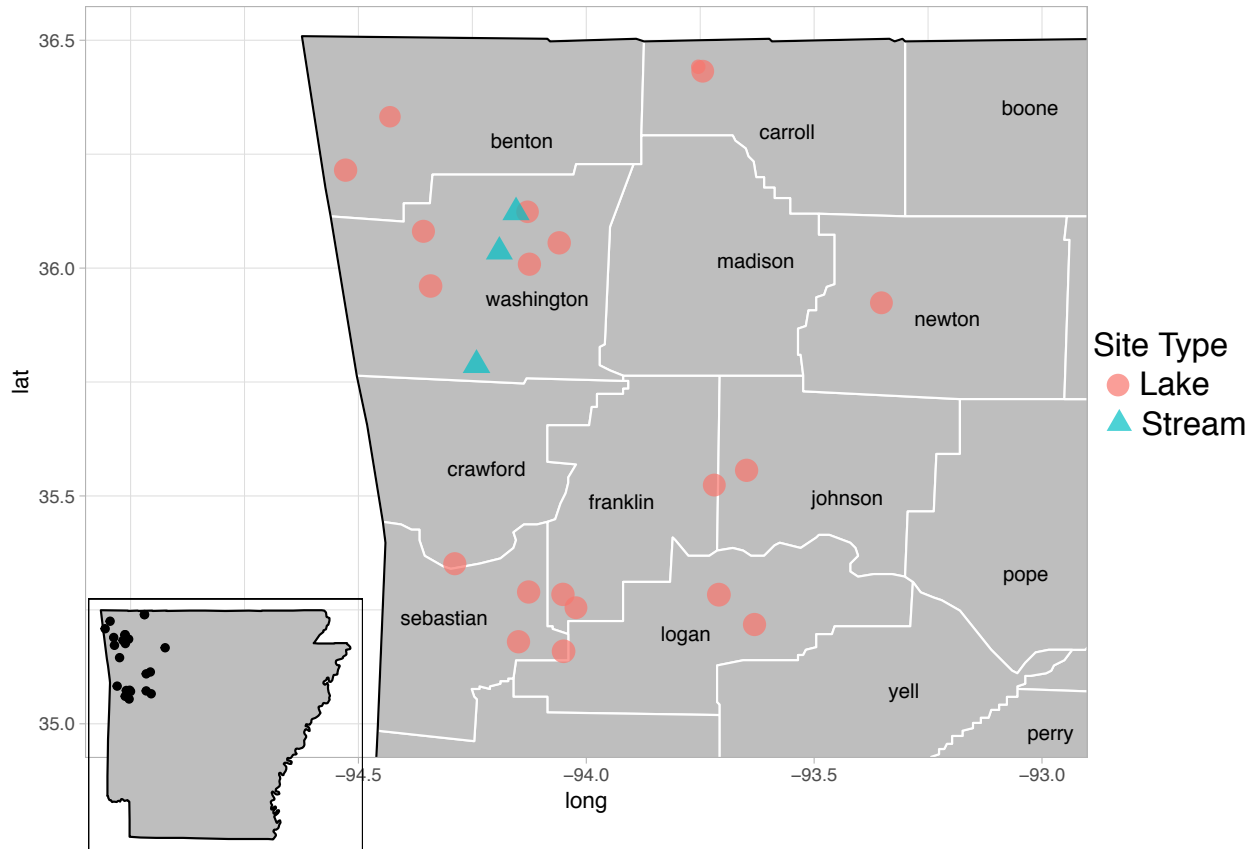 36.5
36.0
35.5
35.0
lat
boone
benton
carroll
madison
washington
newton
crawford
franklin
johnson
pope
sebastian
logan
yell
perry
Site Type
Lake
Stream
−94.5
−94.0
−93.5
−93.0
long